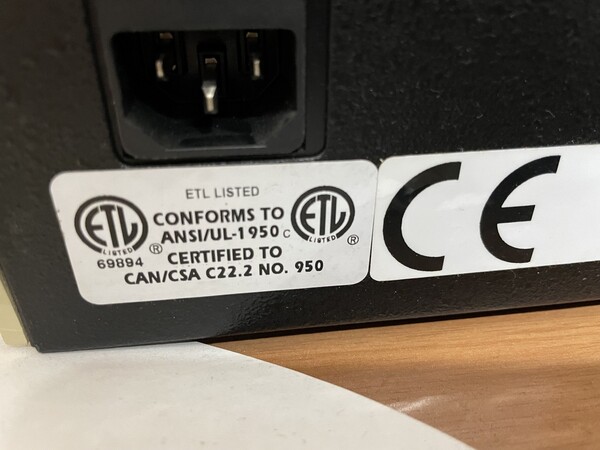 ETL LISTED
ETL LISTED ®
69894
CONFORMS TO
ANSI/UL-1950
C ETL LISTED ®
CERTIFIED TO
CAN/CSA C22.2 NO. 950
CE